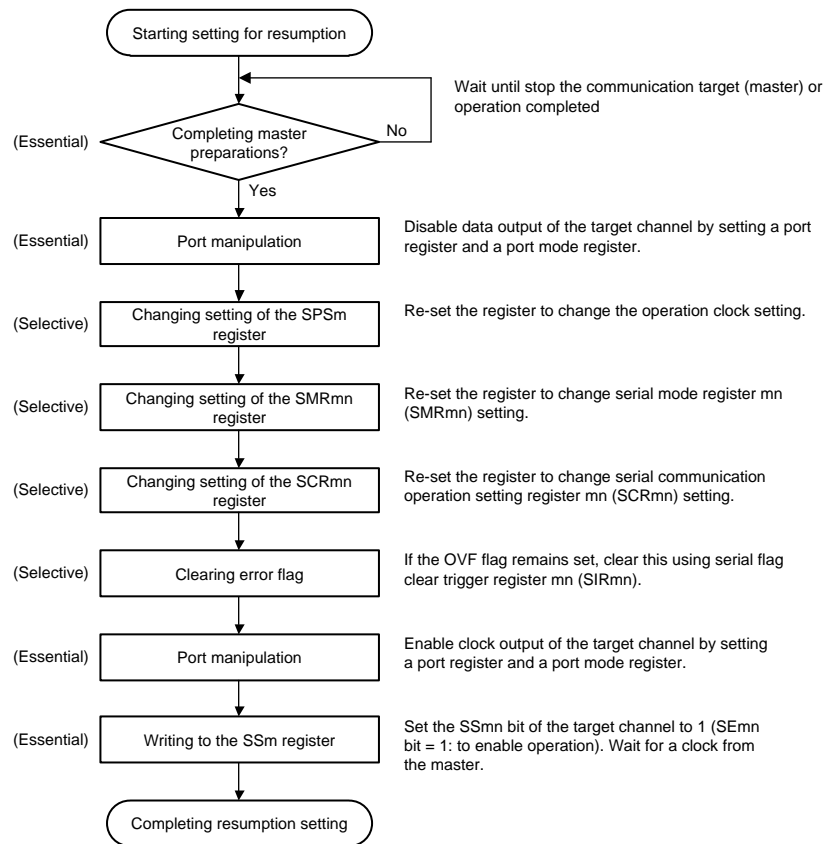 Starting setting for resumption
Wait until stop the communication target (master) or
operation completed
(Essential)
Completing master
preparations?
No
Yes
(Essential)
Port manipulation
Disable data output of the target channel by setting a port
register and a port mode register.
(Selective)
Changing setting of the SPSm
register
Re-set the register to change the operation clock setting.
(Selective)
Changing setting of the SMRmn
register
Re-set the register to change serial mode register mn
(SMRmn) setting.
(Selective)
Changing setting of the SCRmn
register
Re-set the register to change serial communication
operation setting register mn (SCRmn) setting.
(Selective)
Clearing error flag
If the OVF flag remains set, clear this using serial flag
clear trigger register mn (SIRmn).
(Essential)
Port manipulation
Enable clock output of the target channel by setting
a port register and a port mode register.
(Essential)
Writing to the SSm register
Set the SSmn bit of the target channel to 1 (SEmn
bit = 1: to enable operation). Wait for a clock from
the master.
Completing resumption setting